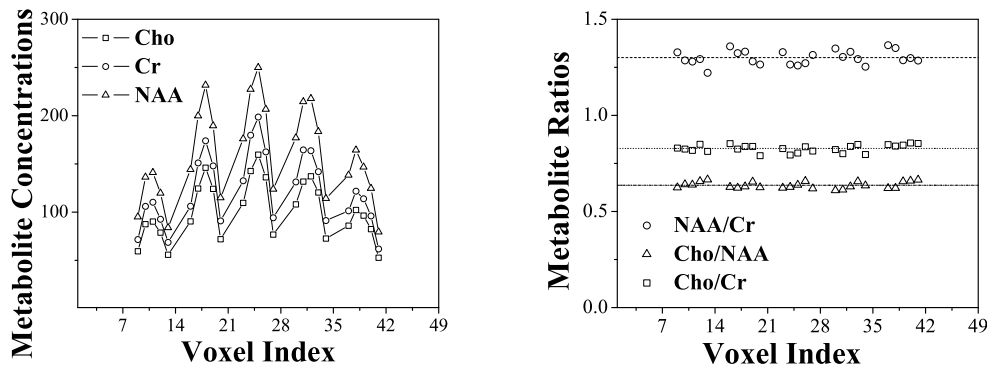 Metabolite Concentrations
300
200
100
Cho
Cr
NAA
7 14 21 28 35 42 49
Voxel Index
Metabolite Ratios
1.5
1.0
0.5
0.0
NAA/Cr
Cho/NAA
Cho/Cr
7 14 21 28 35 42 49
Voxel Index